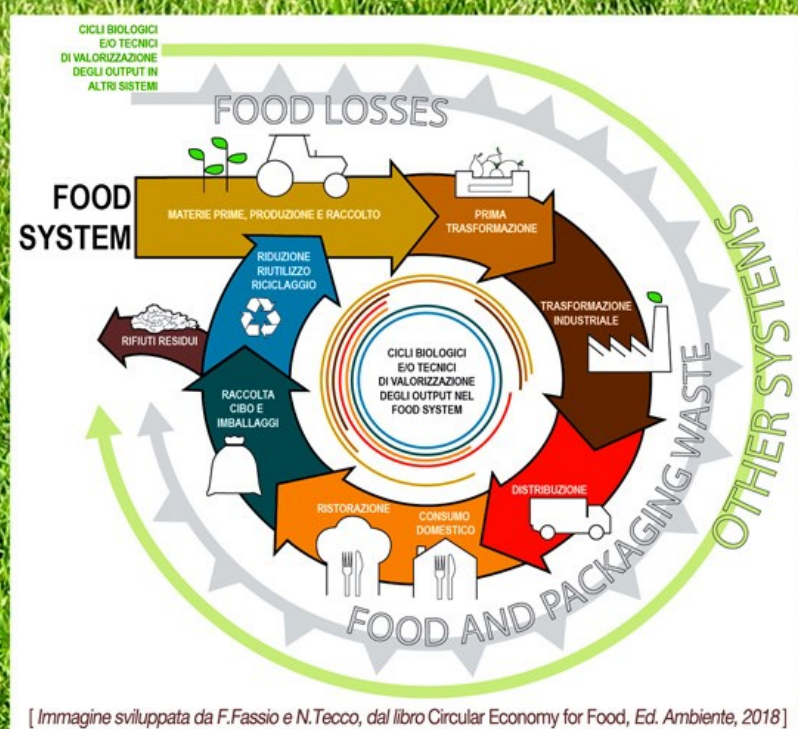 CICLI BIOLOGICI
E/O TECNICI
DI VALORIZZAZIONE
DEGLI OUTPUT IN
ALTRI SISTEMI
FOOD LOSSES
FOOD
SYSTEM
MATERIE PRIME, PRODUZIONE E RACCOLTO
PRIMA
TRASFORMAZIONE
TRASFORMAZIONE
INDUSTRIALE
DISTRIBUZIONE
CONSUMO
DOMESTICO
RISTORAZIONE
RACCOLTA
CIBO E
IMBALLAGGI
RIDUZIONE
RIUTILIZZO
RICICLAGGIO
RIFIUTI RESIDUI
CICLI BIOLOGICI
E/O TECNICI
DI VALORIZZAZIONE
DEGLI OUTPUT NEL
FOOD SYSTEM
FOOD AND PACKAGING WASTE
OTHER SYSTEMS
[ Immagine sviluppata da F.Fassio e N.Tecco, dal libro Circular Economy for Food, Ed. Ambiente, 2018 ]